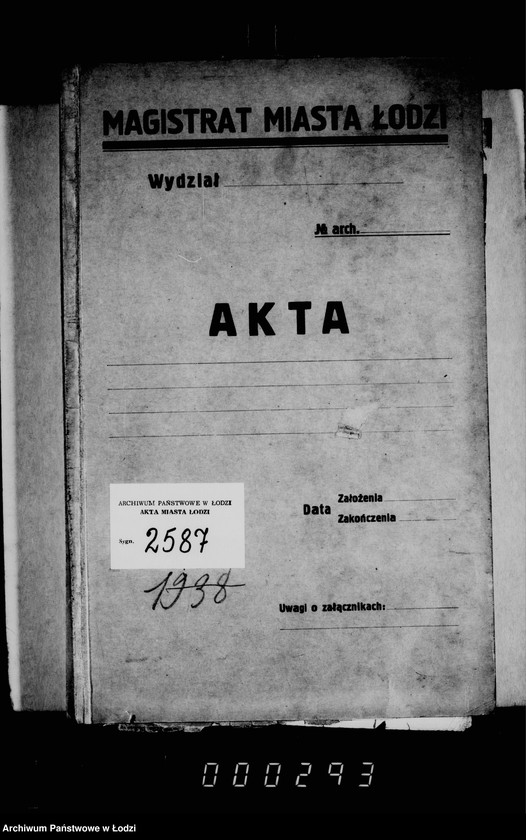 MAGISTRAT MIASTA ŁODZI
Wydział
№ arch.
AKTA
Data
Założenia
Zakończenia
ARCHIWUM PAŃSTWOWE W ŁODZI
AKTA MIASTA ŁODZI
Sygn. 2587
1938
Uwagi o załącznikach:
000293
Archiwum Państwowe w Łodzi